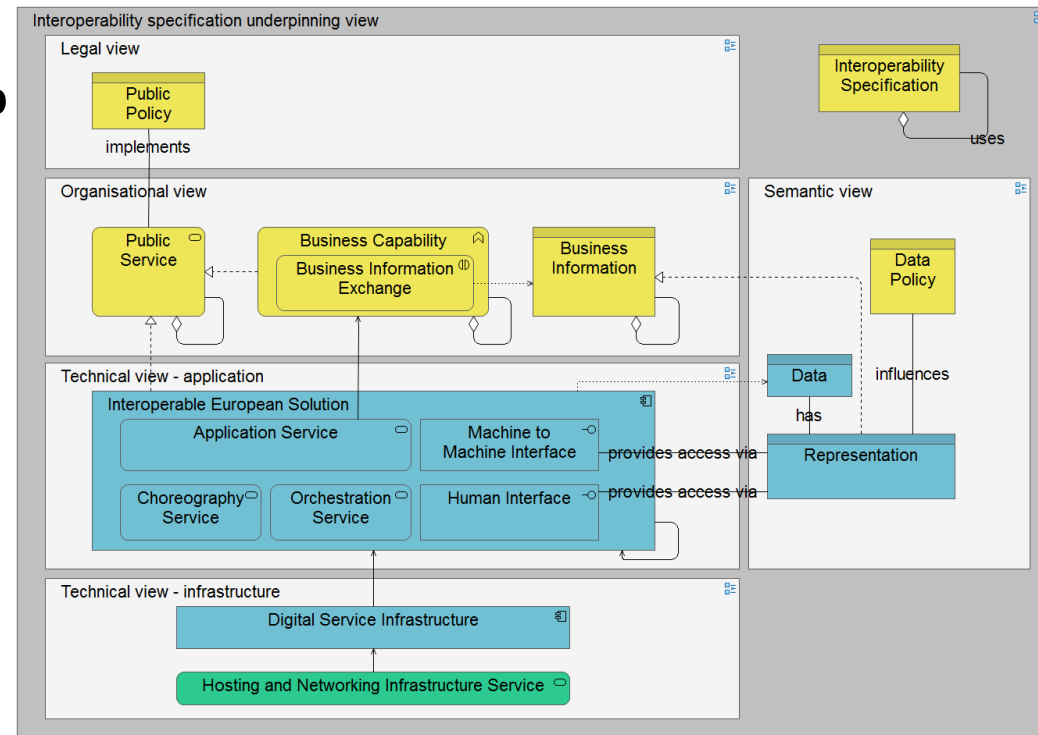 Interoperability specification underpinning view
Legal view
Public
Policy
implements
Interoperability
Specification
uses
Organisational view
Public
Service
Business Capability
Business Information
Exchange
Business
Information
Semantic view
Data
Policy
influences
Data
has
Representation
Technical view - application
Interoperable European Solution
Application Service
Machine to
Machine Interface
provides access via
Choreography
Service
Orchestration
Service
Human Interface
provides access via
Technical view - infrastructure
Digital Service Infrastructure
Hosting and Networking Infrastructure Service